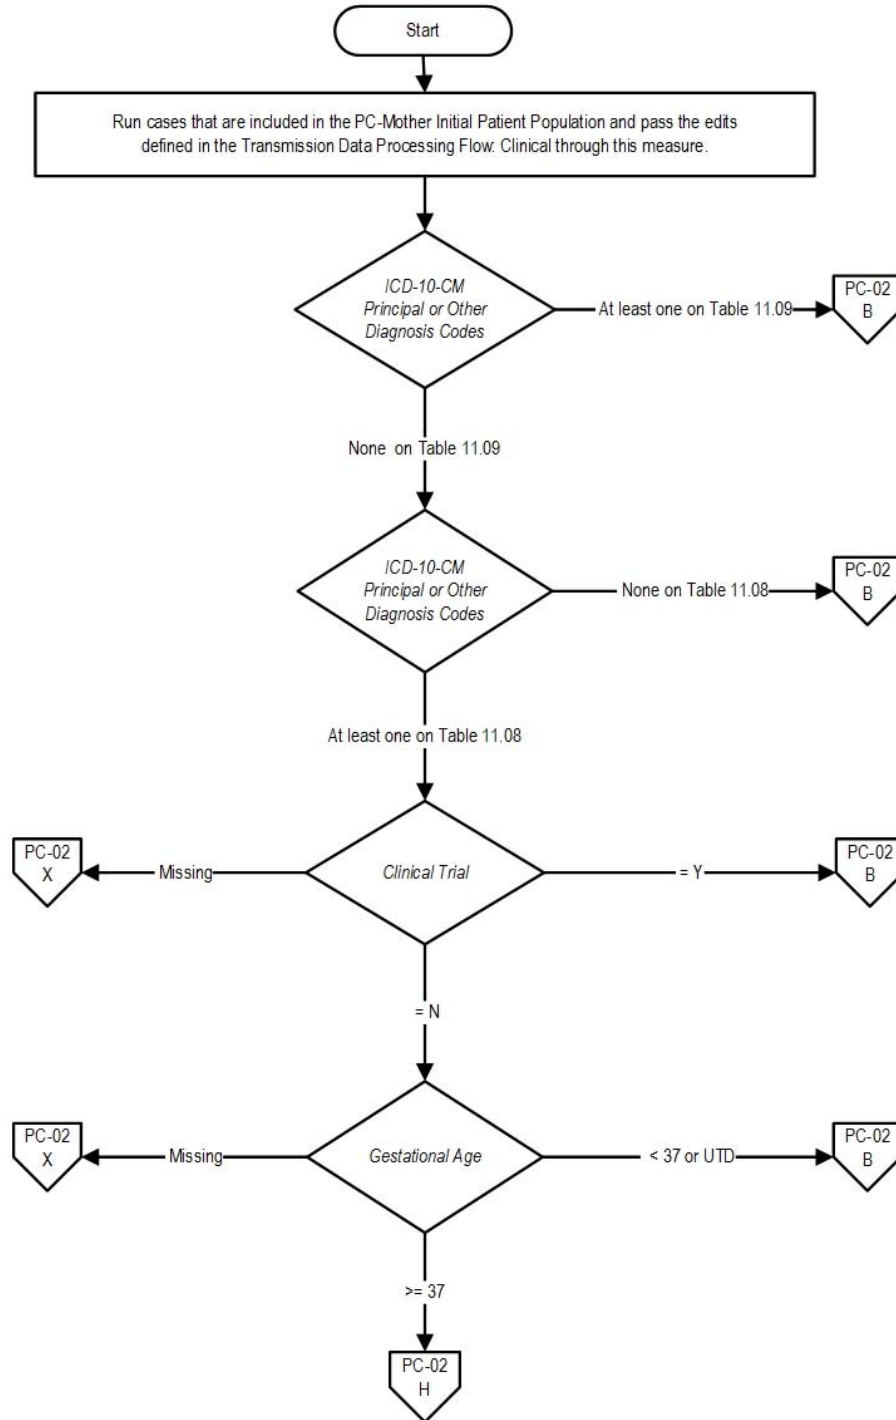 Start
Run cases that are included in the PC-Mother Initial Patient Population and pass the edits
defined in the Transmission Data Processing Flow: Clinical through this measure.
ICD-10-CM
Principal or Other
Diagnosis Codes
At least one on Table 11.09
PC-02
B
None on Table 11.09
ICD-10-CM
Principal or Other
Diagnosis Codes
None on Table 11.08
PC-02
B
At least one on Table 11.08
PC-02
X
Missing
Clinical Trial
= Y
PC-02
B
= N
PC-02
X
Missing
Gestational Age
< 37 or UTD
PC-02
B
>= 37
PC-02
H